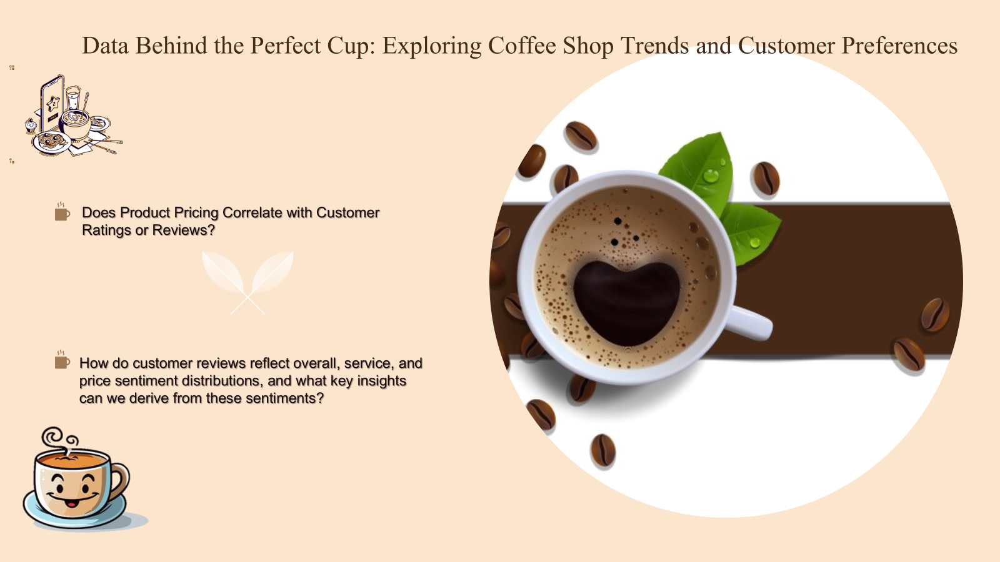 Data Behind the Perfect Cup: Exploring Coffee Shop Trends and Customer Preferences
Does Product Pricing Correlate with Customer
Ratings or Reviews?
How do customer reviews reflect overall, service, and
price sentiment distributions, and what key insights
can we derive from these sentiments?